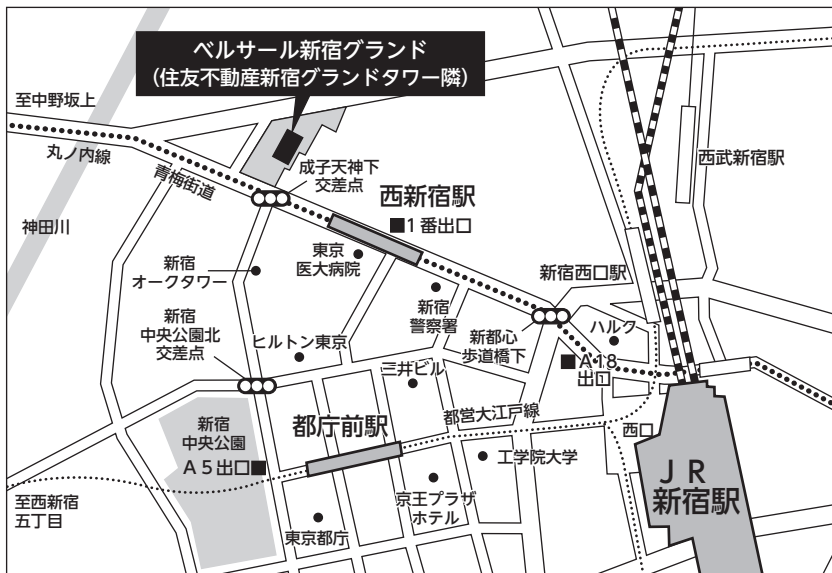 ベルサール新宿グランド
（住友不動産新宿グランドタワー隣）
至中野坂上
丸ノ内線
青梅街道
成子天神下
交差点
西新宿駅
■1番出口
西武新宿駅
神田川
東京
医大病院
新宿
オークタワー
新宿
警察署
新宿西口駅
新宿
中央公園北
交差点
ヒルトン東京
新都心
歩道橋下
ハルク
■A18
出口
三井ビル
都営大江戸線
新宿
中央公園
都庁前駅
西口
A5出口■
工学院大学
JR
新宿駅
至西新宿
五丁目
京王プラザ
ホテル
東京都庁